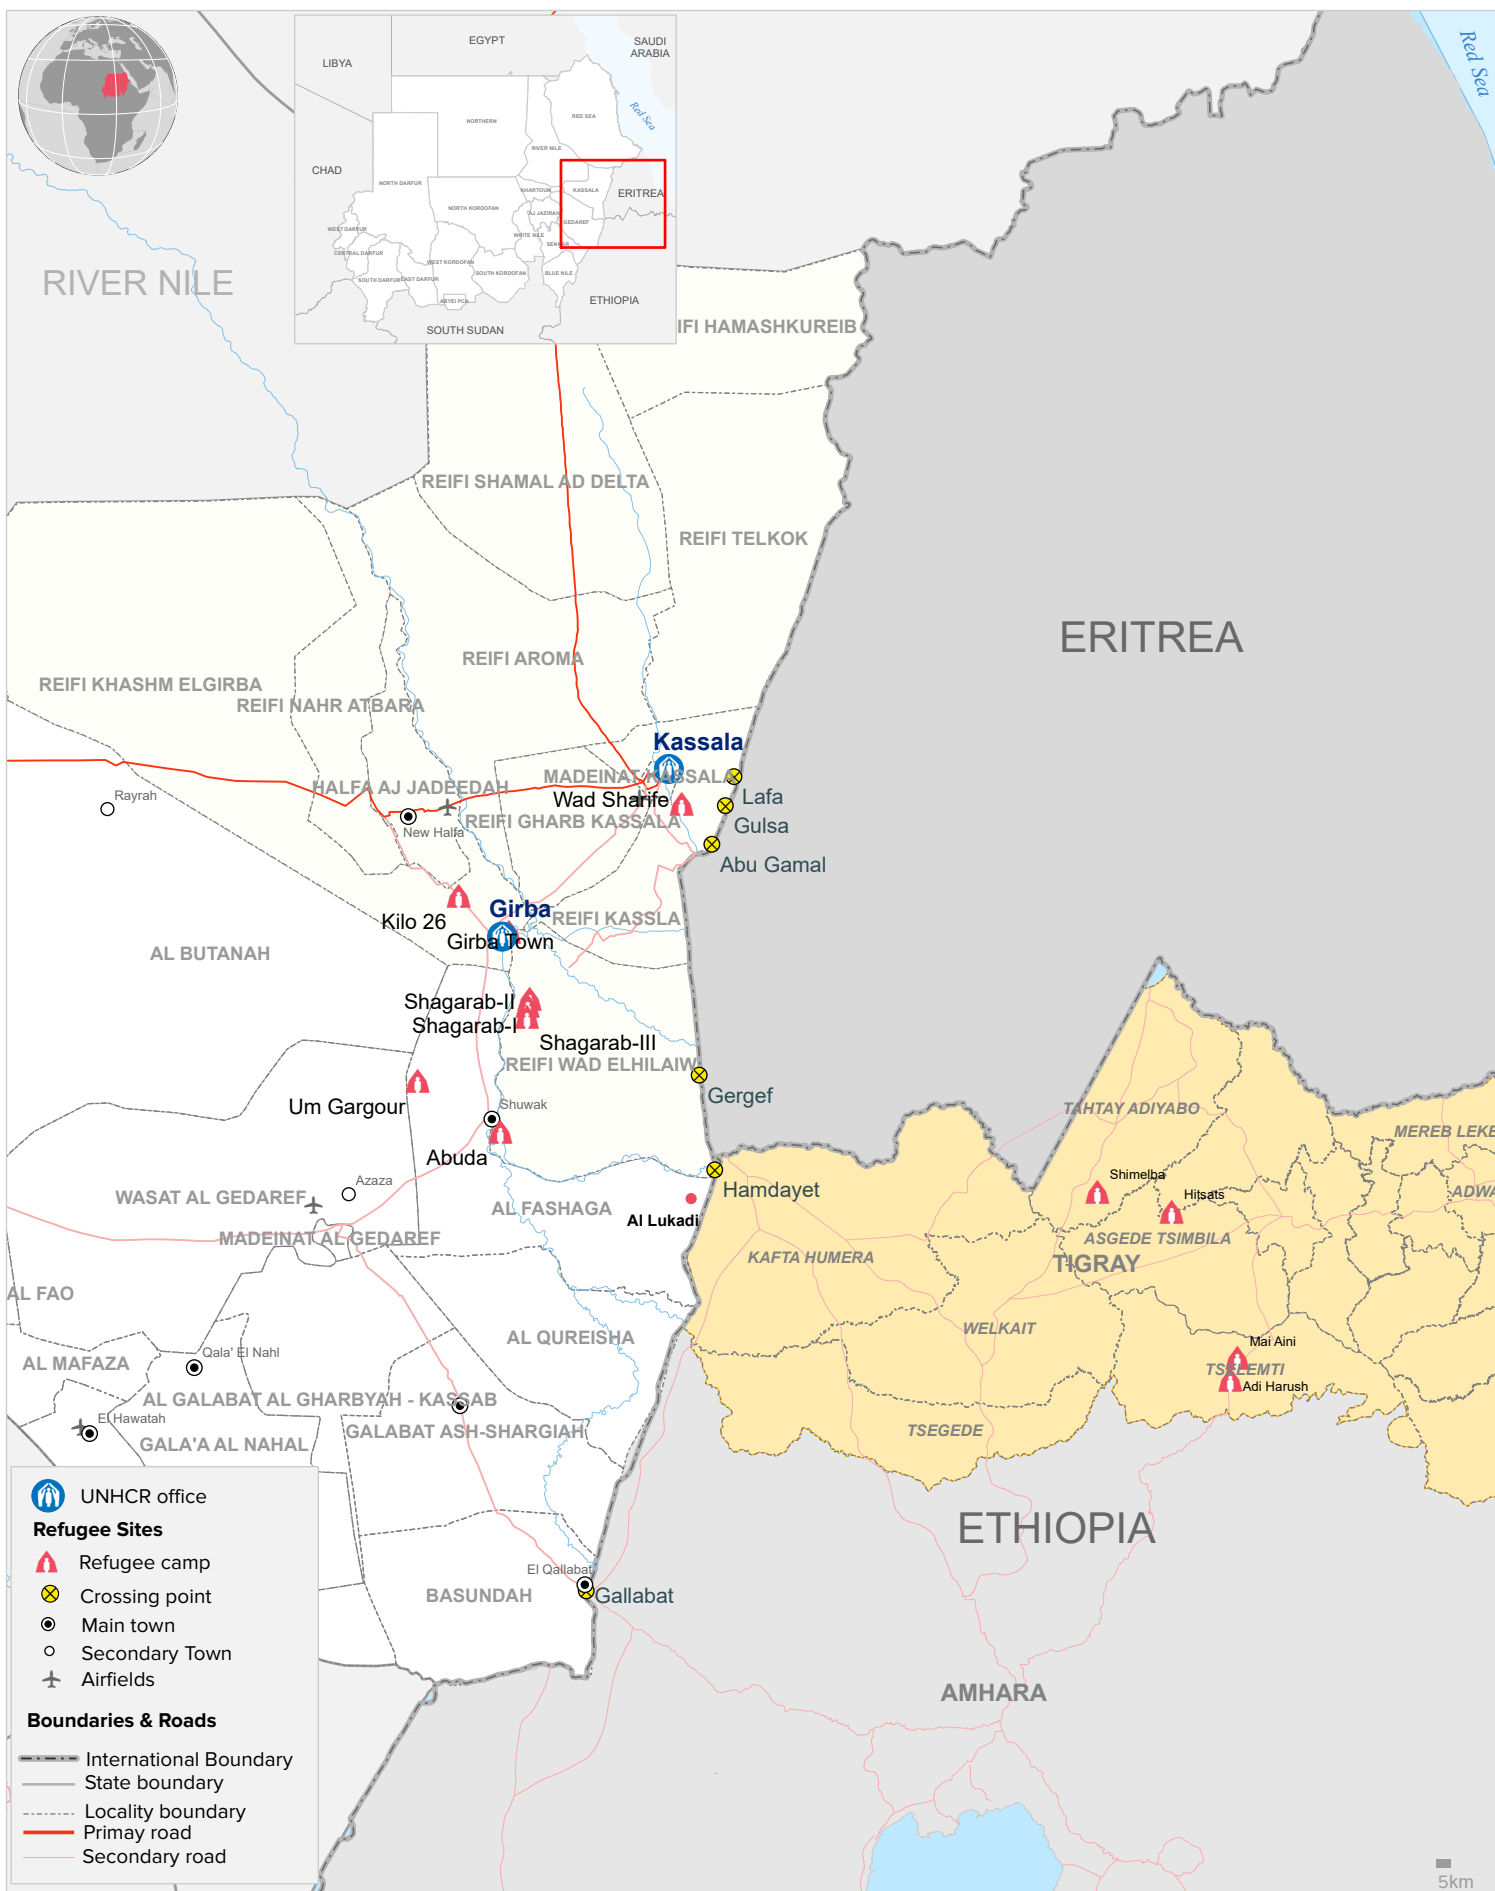 EGYPT
SAUDI
ARABIA
LIBYA
Red Sea
RED SEA
NORTHERN
Red Sea
RIVER NILE
CHAD
NORTH DARFUR
KHARTOUM
KASSALA
ERITREA
NORTH KORDOFAN
AJ JAZIRAH
GEDAREF
WEST DARFUR
WHITE NILE
SENNAR
CENTRAL DARFUR
WEST KORDOFAN
SOUTH DARFUR
EAST DARFUR
SOUTH KORDOFAN
BLUE NILE
ABYEI PCA
ETHIOPIA
SOUTH SUDAN
RIVER NILE
IFI HAMASHKUREIB
REIFI SHAMAL AD DELTA
REIFI TELKOK
ERITREA
REIFI AROMA
REIFI KHASHM ELGIRBA
REIFI NAHR ATBARA
Kassala
MADEINAT KASSALA
HALFA AJ JADEEDAH
Rayrah
Wad Sharife
Lafa
REIFI GHARB KASSALA
Gulsa
New Halfa
Abu Gamal
Kilo 26
Girba
REIFI KASSLA
Girba Town
AL BUTANAH
Shagarab-II
Shagarab-I
Shagarab-III
REIFI WAD ELHILAIW
Gergef
Um Gargour
Shuwak
TAHTAY ADIYABO
MEREB LEKE
Abuda
Shimelba
Azaza
Hamdayet
Hitsats
ADWA
WASAT AL GEDAREF
AL FASHAGA
Al Lukadi
MADEINAT AL GEDAREF
ASGEDE TSIMBILA
KAFTA HUMERA
TIGRAY
AL FAO
AL QUREISHA
WELKAIT
Mai Aini
Qala' El Nahl
AL MAFAZA
TSELEMTI
Adi Harush
AL GALABAT AL GHARBYAH - KASSAB
El Hawatah
GALABAT ASH-SHARGIAH
TSEGEDE
GALA'A AL NAHAL
UNHCR office
ETHIOPIA
Refugee Sites
Refugee camp
El Qallabat
Crossing point
BASUNDAH
Gallabat
Main town
Secondary Town
Airfields
AMHARA
Boundaries & Roads
International Boundary
State boundary
Locality boundary
Primay road
Secondary road
5km